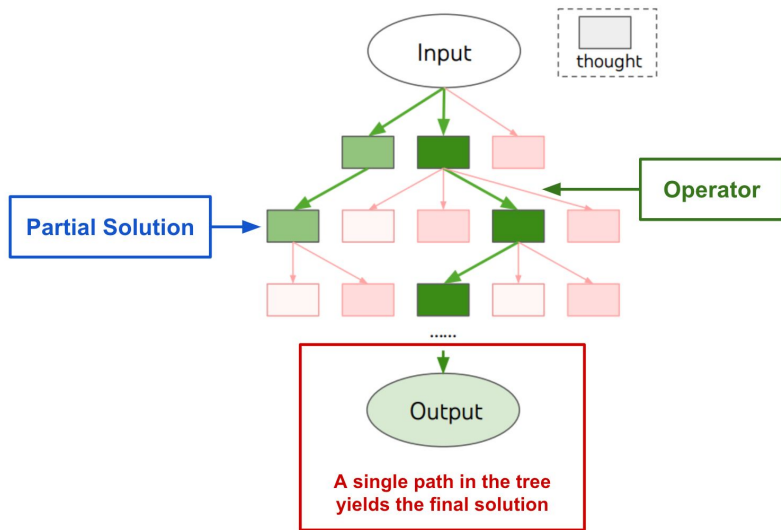 Input
thought
Operator
Partial Solution
......
Output
A single path in the tree
yields the final solution